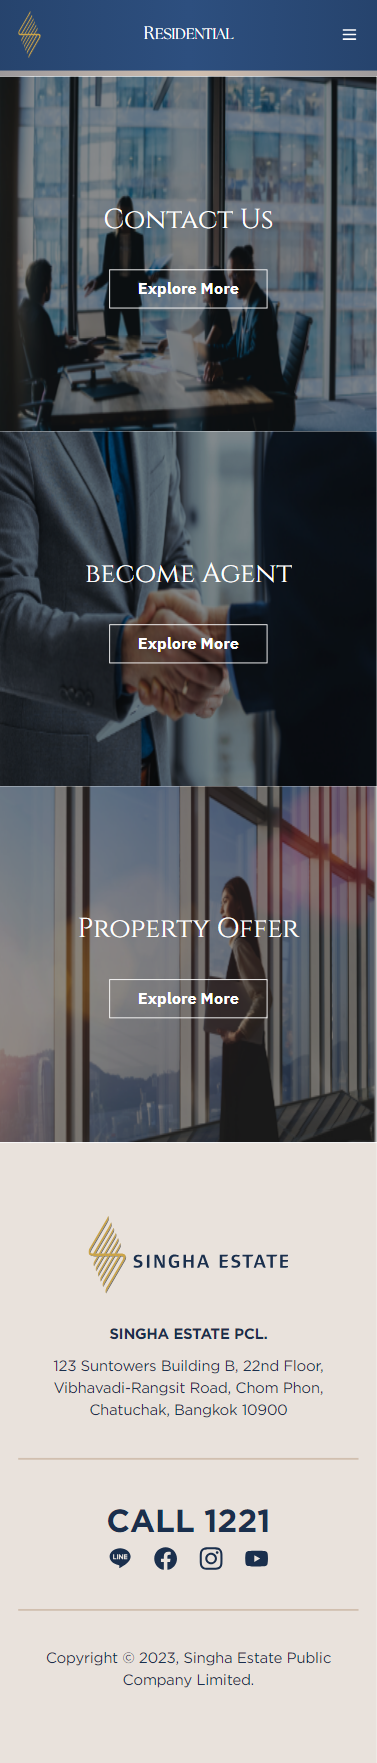 Residential
Contact Us
Explore More
become Agent
Explore More
Property Offer
Explore More
SINGHA ESTATE
SINGHA ESTATE PCL.
123 Suntowers Building B, 22nd Floor,
Vibhavadi-Rangsit Road, Chom Phon,
Chatuchak, Bangkok 10900
CALL 1221
LINE
Copyright © 2023, Singha Estate Public
Company Limited.